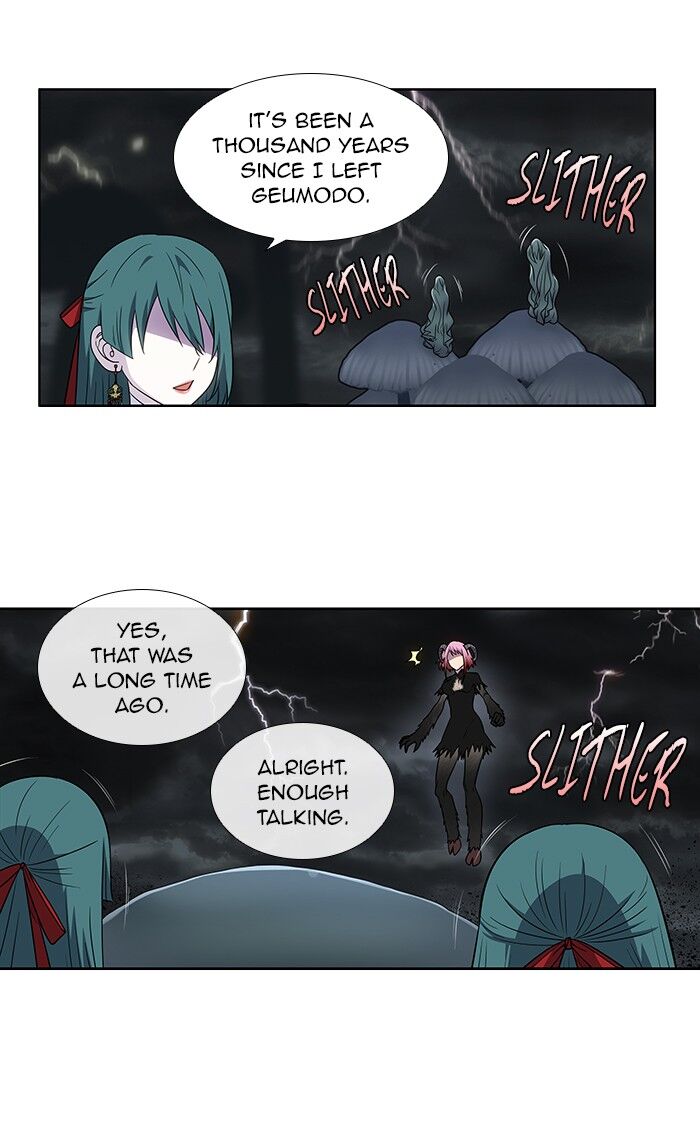 IT'S BEEN A
THOUSAND YEARS
SINCE I LEFT
GEUMODO.
SLITHER
SLITHER
YES,
THAT WAS
A LONG TIME
AGO.
ALRIGHT.
ENOUGH
TALKING.
SLITHER